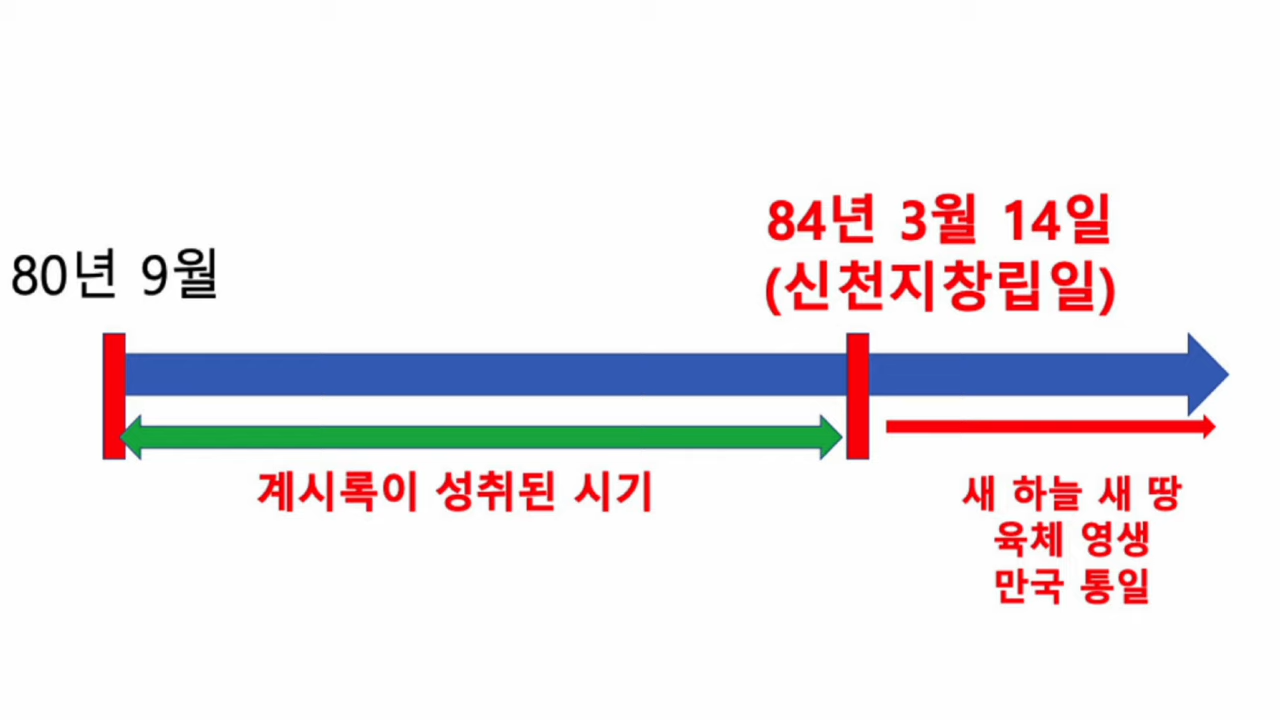 80년 9월
84년 3월 14일
(신천지창립일)
계시록이 성취된 시기
새 하늘 새 땅
육체 영생
만국 통일